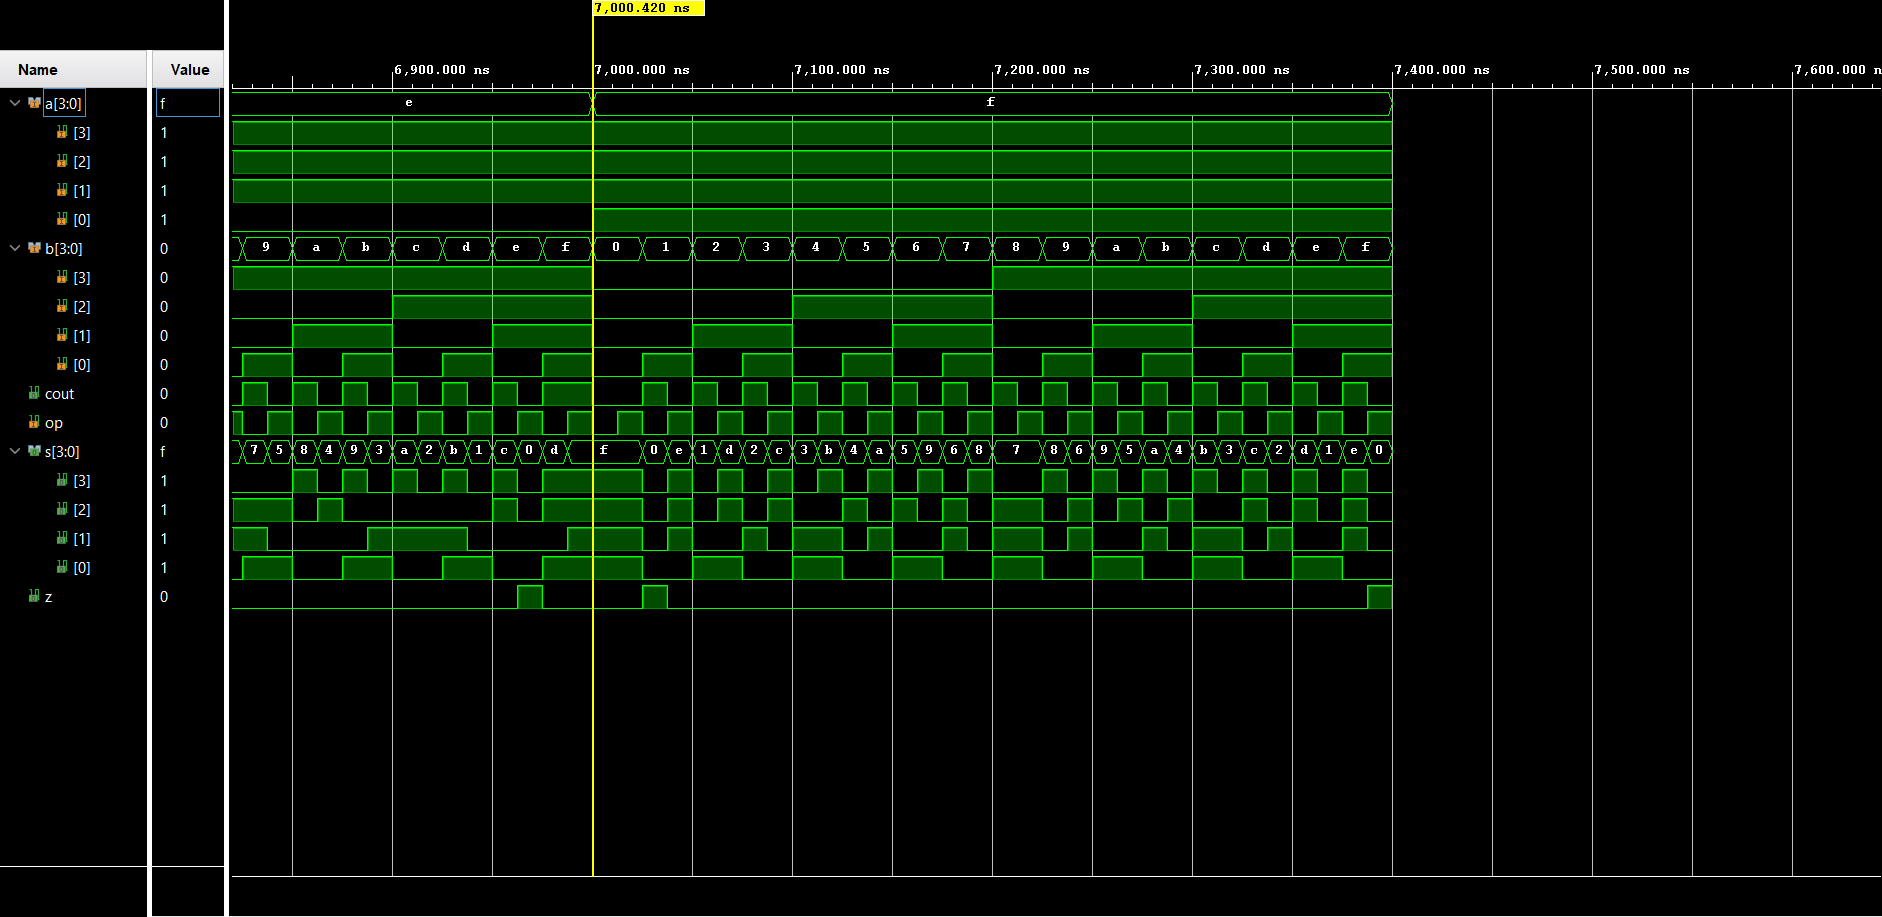 7,000.420 ns
Name Value 6,900.000 ns 7,000.000 ns 7,100.000 ns 7,200.000 ns 7,300.000 ns 7,400.000 ns 7,500.000 ns 7,600.000 n
a[3:0] f e f
[3] 1
[2] 1
[1] 1
[0] 1
b[3:0] 0 9 a b c d e f 0 1 2 3 4 5 6 7 8 9 a b c d e f
[3] 0
[2] 0
[1] 0
[0] 0
cout 0
op 0
s[3:0] f 7 5 8 4 9 3 a 2 b 1 c 0 d f 0 e 1 d 2 c 3 b 4 a 5 9 6 8 7 8 6 9 5 a 4 b 3 c 2 d 1 e 0
[3] 1
[2] 1
[1] 1
[0] 1
z 0